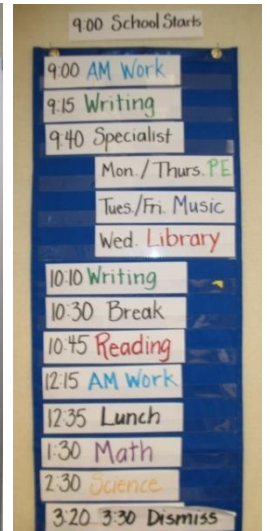 9:00 School Starts
9:00 AM Work
9:15 Writing
9:40 Specialist
Mon./Thurs. PE
Tues./Fri. Music
Wed. Library
10:10 Writing
10:30 Break
10:45 Reading
12:15 AM Work
12:35 Lunch
1:30 Math
2:30 Science
3:20 3:30 Dismiss